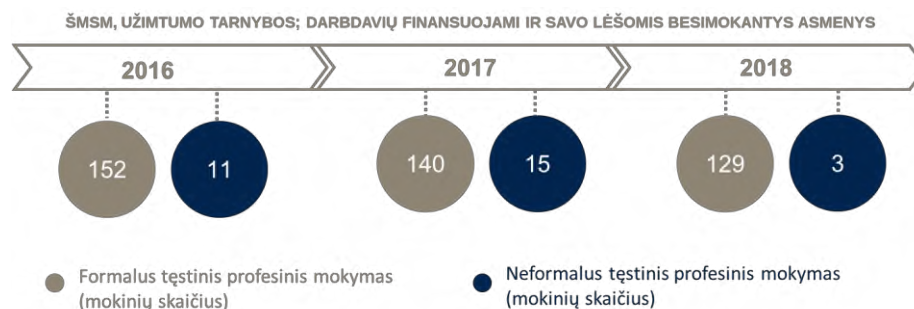 ŠMSM, UŽIMTUMO TARNYBOS; DARBDAVIŲ FINANSUOJAMI IR SAVO LĖŠOMIS BESIMOKANTYS ASMENYS
2016 2017 2018
152 11 140 15 129 3
Formalus tęstinis profesinis mokymas
(mokinių skaičius)
Neformalus tęstinis profesinis mokymas
(mokinių skaičius)